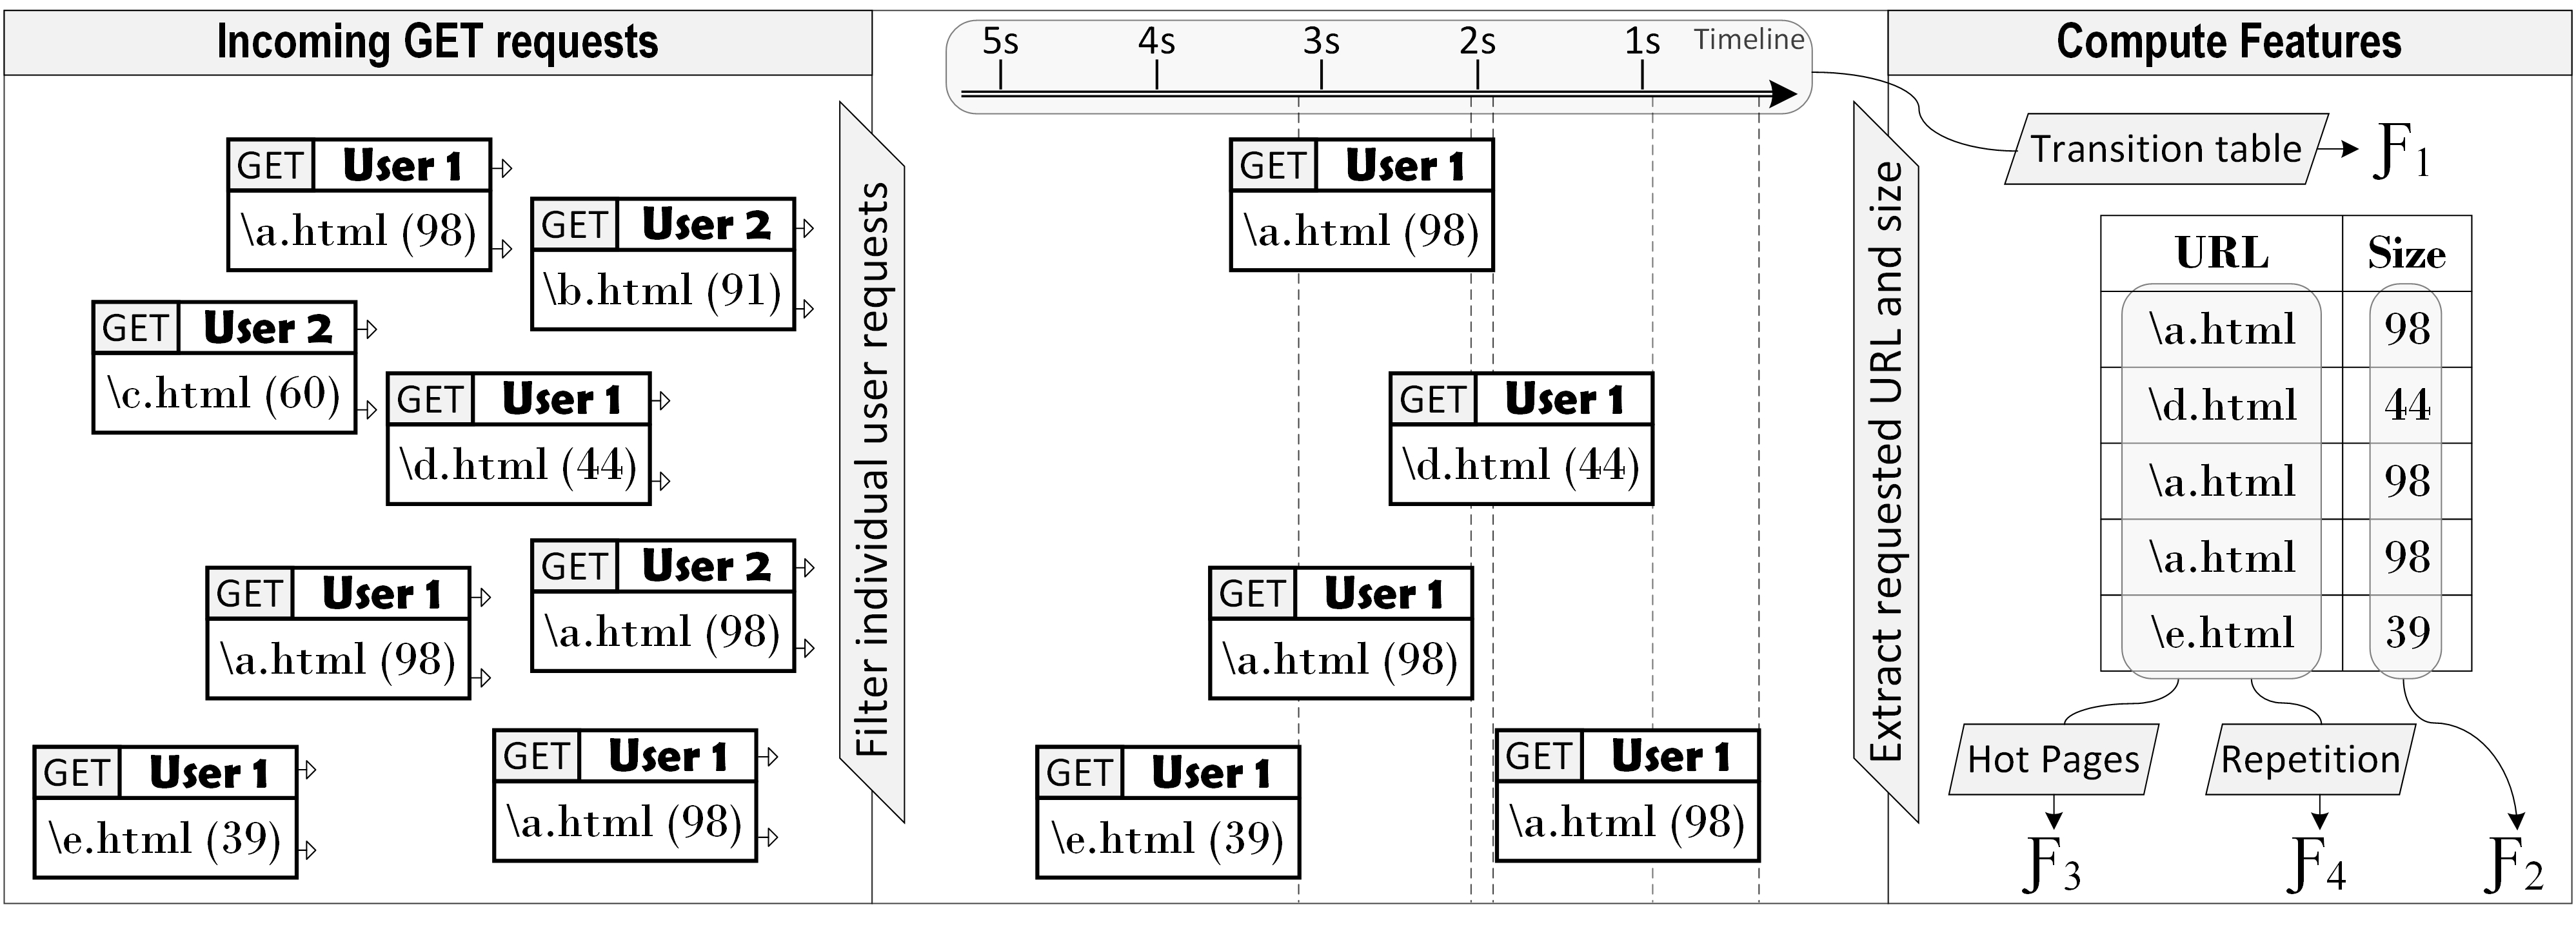 Incoming GET requests
GET User 1
\a.html (98)
GET User 2
\b.html (91)
GET User 2
\c.html (60)
GET User 1
\d.html (44)
GET User 2
\a.html (98)
GET User 1
\a.html (98)
GET User 1
\a.html (98)
GET User 1
\e.html (39)
Filter individual user requests
5s 4s 3s 2s 1s Timeline
GET User 1
\a.html (98)
GET User 1
\d.html (44)
GET User 1
\a.html (98)
GET User 1
\a.html (98)
GET User 1
\e.html (39)
Extract requested URL and size
Compute Features
Transition table F1
URL Size
\a.html 98
\d.html 44
\a.html 98
\a.html 98
\e.html 39
Hot Pages Repetition
F3 F4 F2